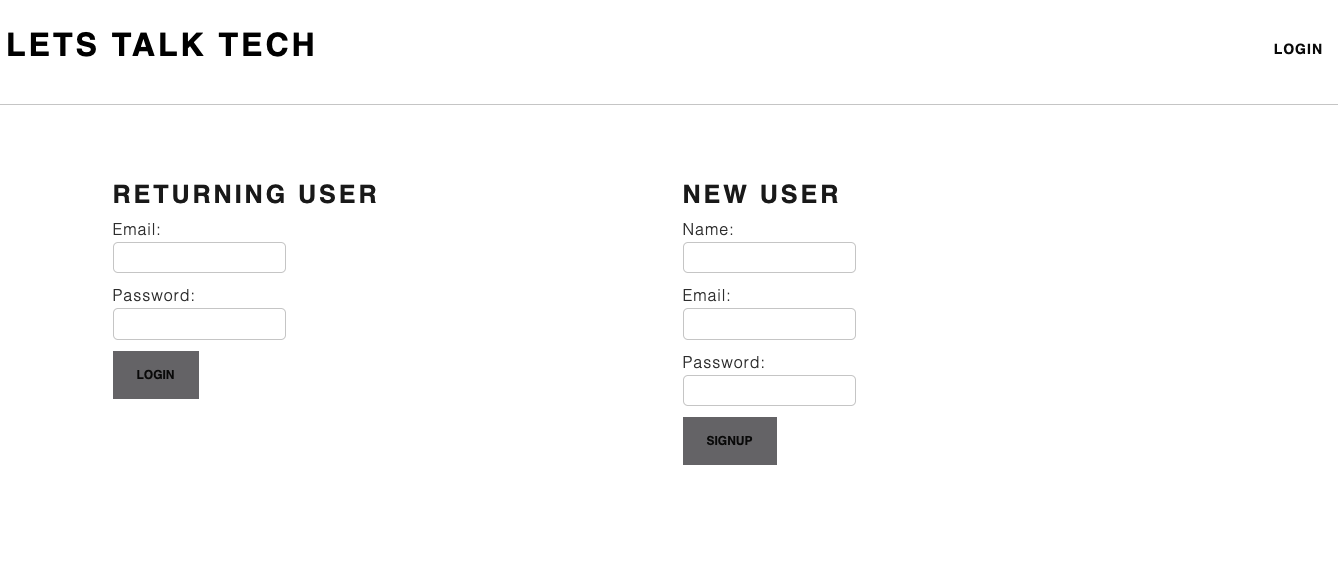 LETS TALK TECH
LOGIN
RETURNING USER
Email:
Password:
LOGIN
NEW USER
Name:
Email:
Password:
SIGNUP